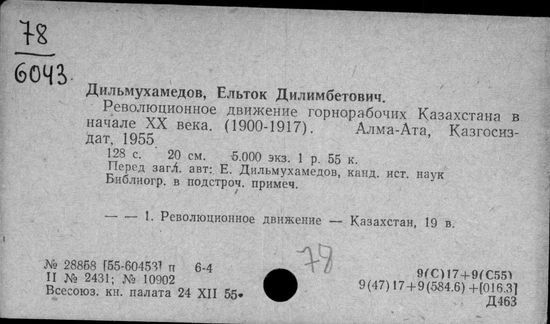 78
6043
Дильмухамедов, Ельток Дилимбетович.
Революционное движение горнорабочих Казахстана в
начале XX века. (1900-1917). Алма-Ата, Казгосиз-
дат, 1955.
128 с. 20 см. 5.000 экз. 1 р. 55 к.
Перед загл. авт: Е. Дильмухамедов, канд. ист. наук
Библиогр. в подстроч. примеч.
— — 1. Революционное движение — Казахстан, 19 в.
78
№ 28858 [55-60453] п 6-4
II № 2431; № 10902
Всесоюз. кн. палата 24 XII 55
9(С)17+9(С55)
9(47)17+9(584.6)+[016.3]
Д463